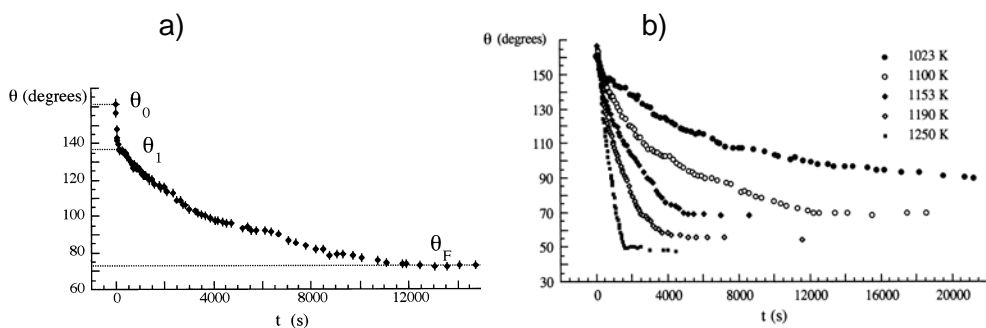 a)
θ (degrees)
θ0
θ1
θF
140
120
100
80
60
0
4000
8000
12000
t (s)
b)
θ (degrees)
150
130
110
90
70
50
30
1023 K
1100 K
1153 K
1190 K
1250 K
0
4000
8000
12000
16000
20000
t (s)